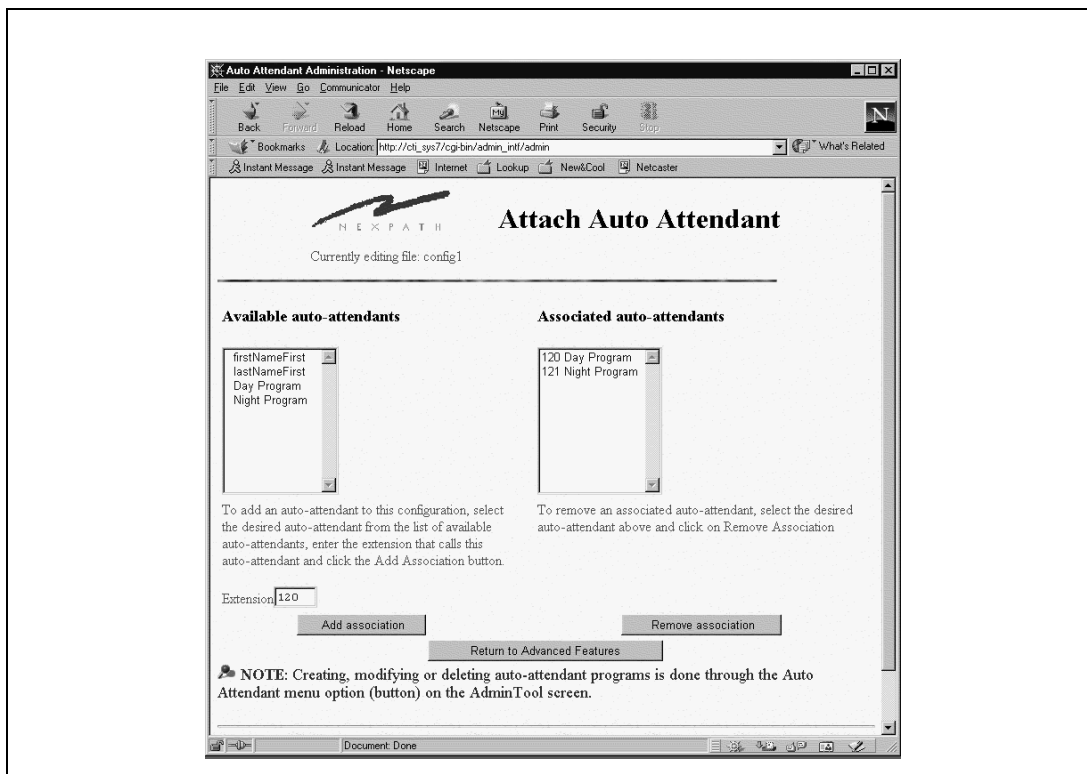 Auto Attendant Administration - Netscape
File Edit View Go Communicator Help
Back Forward Reload Home Search Netscape Print Security Stop
My
N
Bookmarks Location: http://cti_sys7/cgi-bin/admin_intf/admin What's Related
Instant Message Instant Message Internet Lookup New&Cool Netcaster
NEXPATH
Attach Auto Attendant
Currently editing file: config1
Available auto-attendants
firstNameFirst
lastNameFirst
Day Program
Night Program
To add an auto-attendant to this configuration, select
the desired auto-attendant from the list of available
auto-attendants, enter the extension that calls this
auto-attendant and click the Add Association button.
Extension 120
Add association
Associated auto-attendants
120 Day Program
121 Night Program
To remove an associated auto-attendant, select the desired
auto-attendant above and click on Remove Association
Remove association
Return to Advanced Features
NOTE: Creating, modifying or deleting auto-attendant programs is done through the Auto
Attendant menu option (button) on the AdminTool screen.
Document: Done